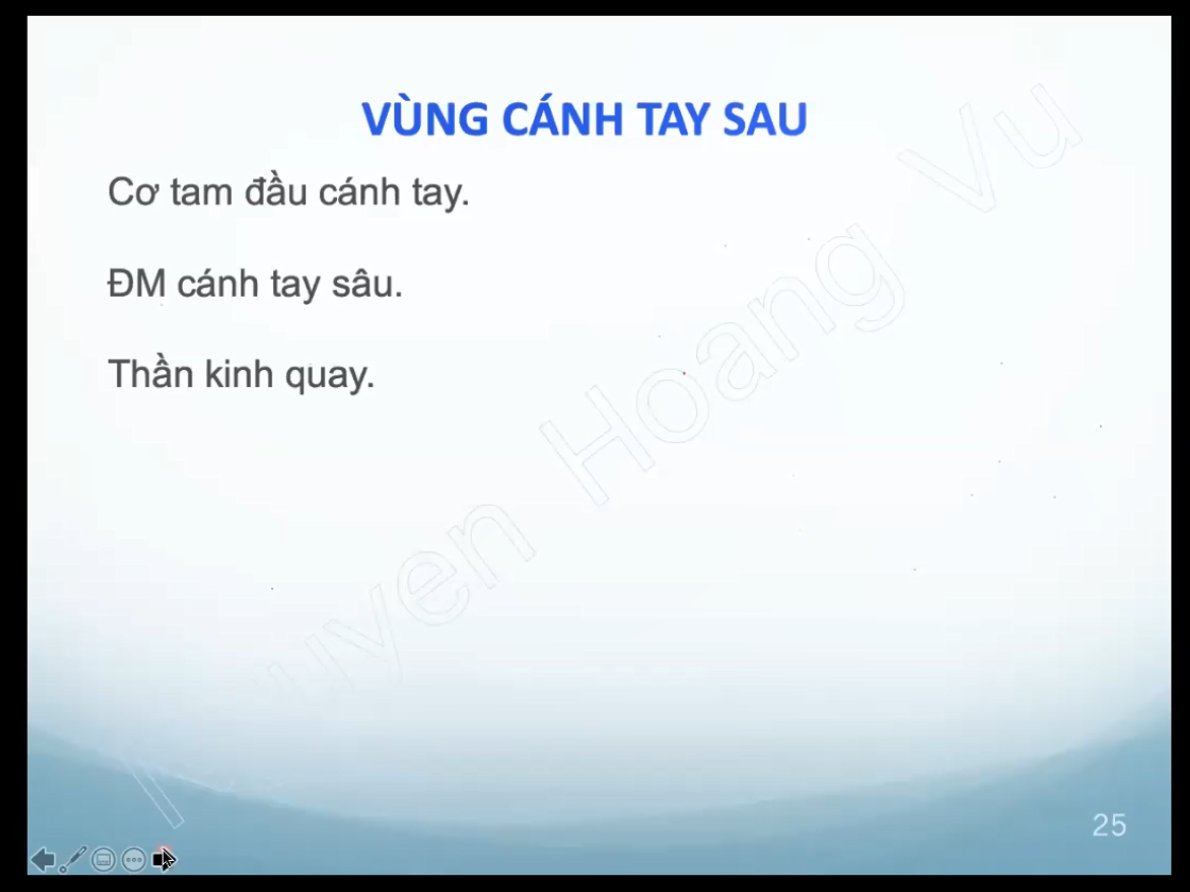 VÙNG CÁNH TAY SAU
Cơ tam đầu cánh tay.
ĐM cánh tay sâu.
Thần kinh quay.
uyen Hoang Vu
25